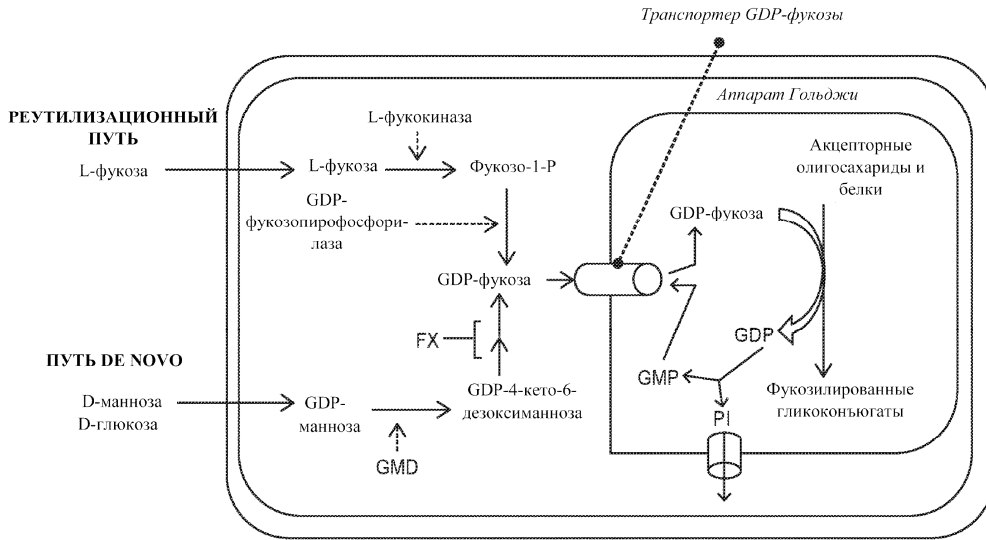 Транспортер GDP-фукозы
Аппарат Гольджи
РЕУТИЛИЗАЦИОННЫЙ
ПУТЬ
L-фукоза
L-фукокиназа
L-фукоза
Фукозо-1-Р
GDP-
фукозопирофосфори-
лаза
Акцепторные
олигосахариды и
белки
GDP-фукоза
GDP-фукоза
FX
GDP
GMP
ПУТЬ DE NOVO
D-манноза
D-глюкоза
GDP-
манноза
GDP-4-кето-6-
дезоксиманноза
GMD
Фукозилированные
гликоконъюгаты
PI